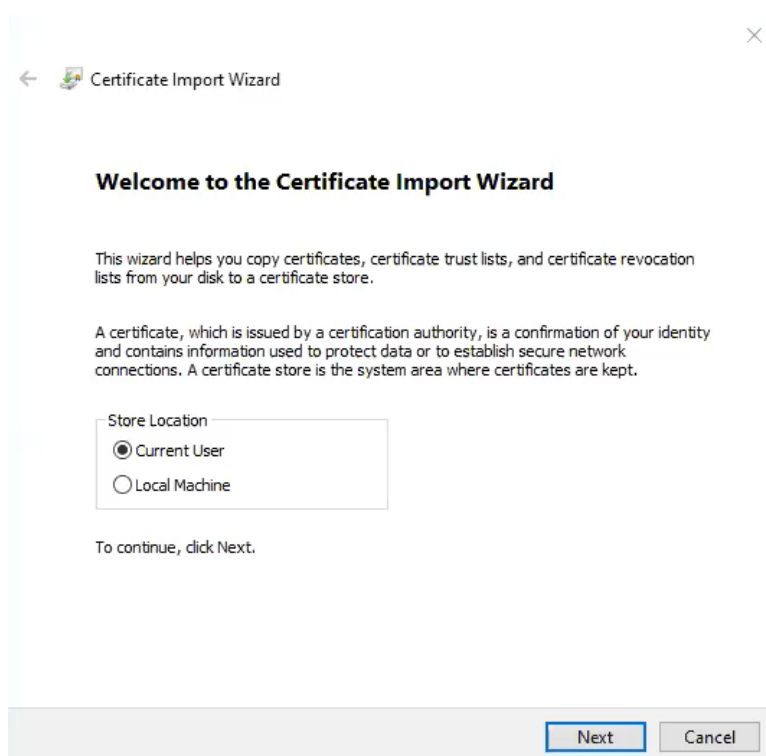 Certificate Import Wizard
Welcome to the Certificate Import Wizard
This wizard helps you copy certificates, certificate trust lists, and certificate revocation
lists from your disk to a certificate store.
A certificate, which is issued by a certification authority, is a confirmation of your identity
and contains information used to protect data or to establish secure network
connections. A certificate store is the system area where certificates are kept.
Store Location
Current User
Local Machine
To continue, click Next.
Next
Cancel